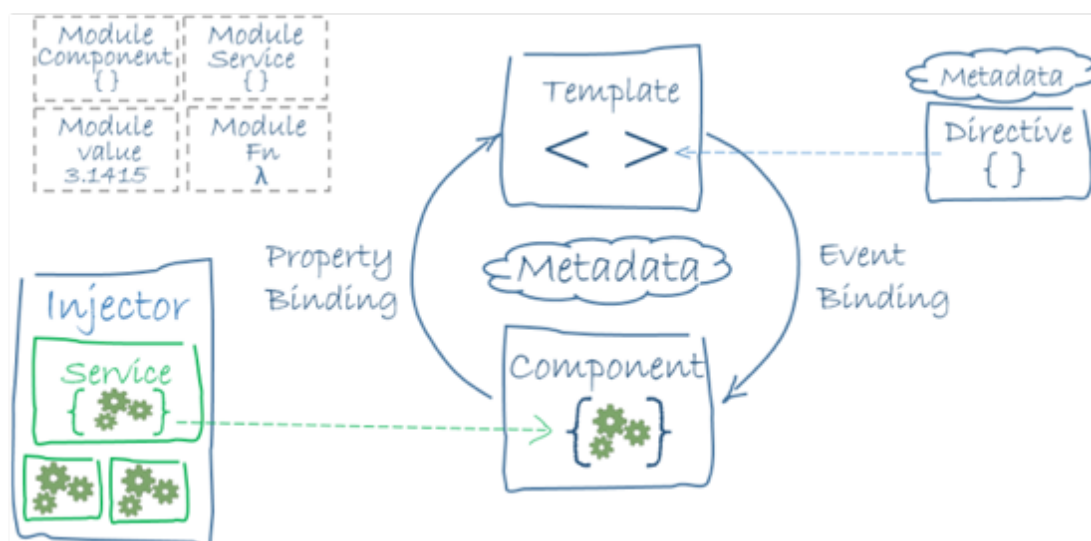 Module
Component
{ }
Module
Service
{ }
Module
value
3.1415
Module
Fn
λ
Template
< >
Metadata
Directive
{ }
Property
Binding
Metadata
Event
Binding
Injector
Service
{ }
Component
{ }